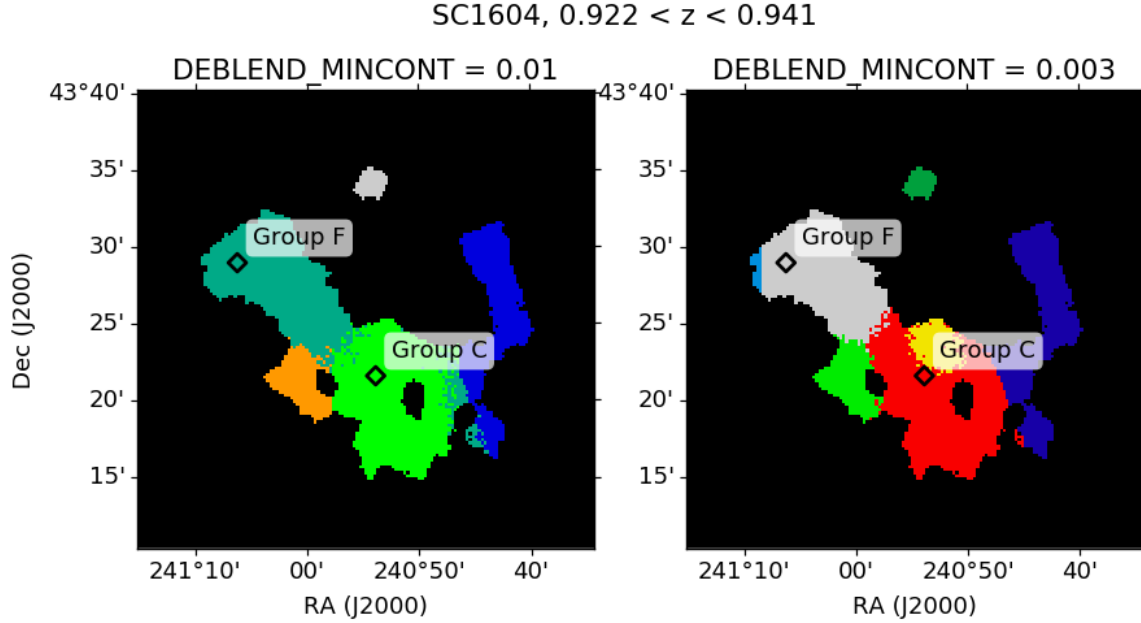 SC1604, 0.922 < z < 0.941
DEBLEND_MINCONT = 0.01
DEBLEND_MINCONT = 0.003
Dec (J2000)
43°40'
35'
30'
25'
20'
15'
Group F
Group C
241°10'
00'
240°50'
40'
RA (J2000)
43°40'
35'
30'
25'
20'
15'
Group F
Group C
241°10'
00'
240°50'
40'
RA (J2000)